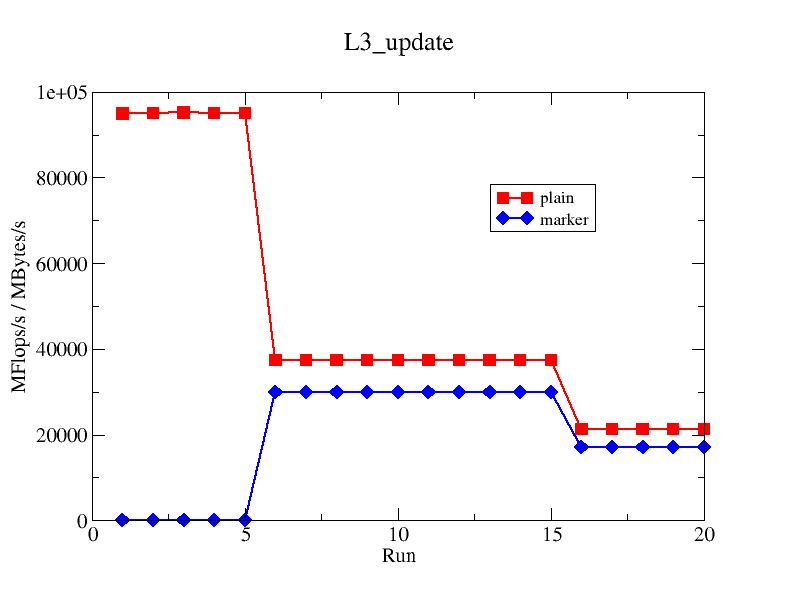 L3_update
1e+05
80000
60000
40000
20000
0
MFlops/s / MBytes/s
plain
marker
0 5 10 15 20
Run